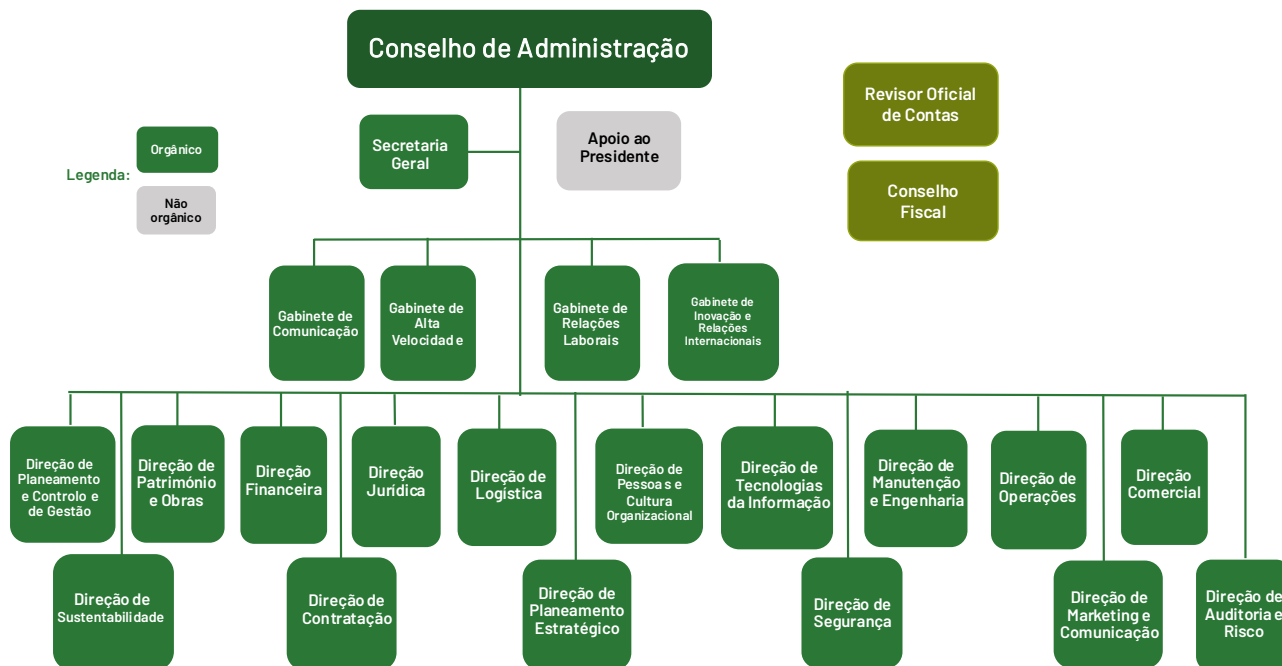 Conselho de Administração
Revisor Oficial
de Contas
Secretaria
Geral
Apoio ao
Presidente
Legenda:
Orgânico
Não
orgânico
Conselho
Fiscal
Gabinete de
Comunicação
Gabinete de
Alta
Velocidade
Gabinete de
Relações
Laborais
Gabinete de
Inovação e
Relações
Internacionais
Direção de
Planeamento
e Controlo e
de Gestão
Direção de
Património
e Obras
Direção
Financeira
Direção
Jurídica
Direção de
Logística
Direção de
Pessoas e
Cultura
Organizacional
Direção de
Tecnologias
da Informação
Direção de
Manutenção
e Engenharia
Direção de
Operações
Direção
Comercial
Direção de
Sustentabilidade
Direção de
Contratação
Direção de
Planeamento
Estratégico
Direção de
Segurança
Direção de
Marketing e
Comunicação
Direção de
Auditoria e
Risco